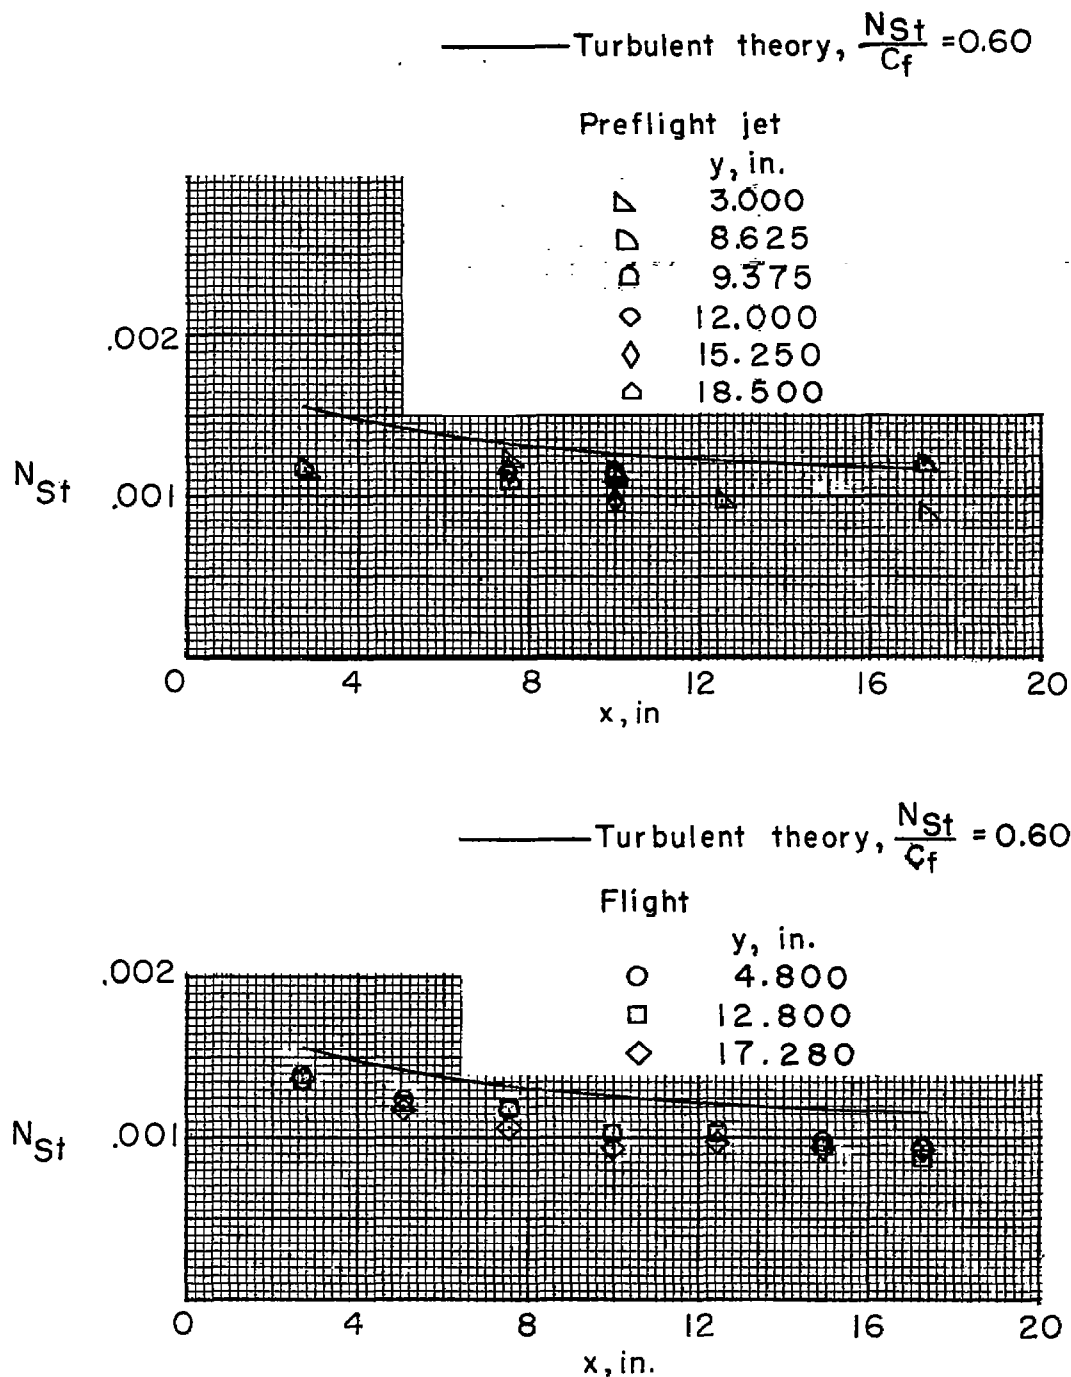 Turbulent theory, NSt/Cf =0.60
Preflight jet
y, in.
3.000
8.625
9.375
12.000
15.250
18.500
.002
NSt
.001
0 4 8 12 16 20
x, in
Turbulent theory, NSt/Cf = 0.60
Flight
y, in.
4.800
12.800
17.280
.002
NSt
.001
0 4 8 12 16 20
x, in.